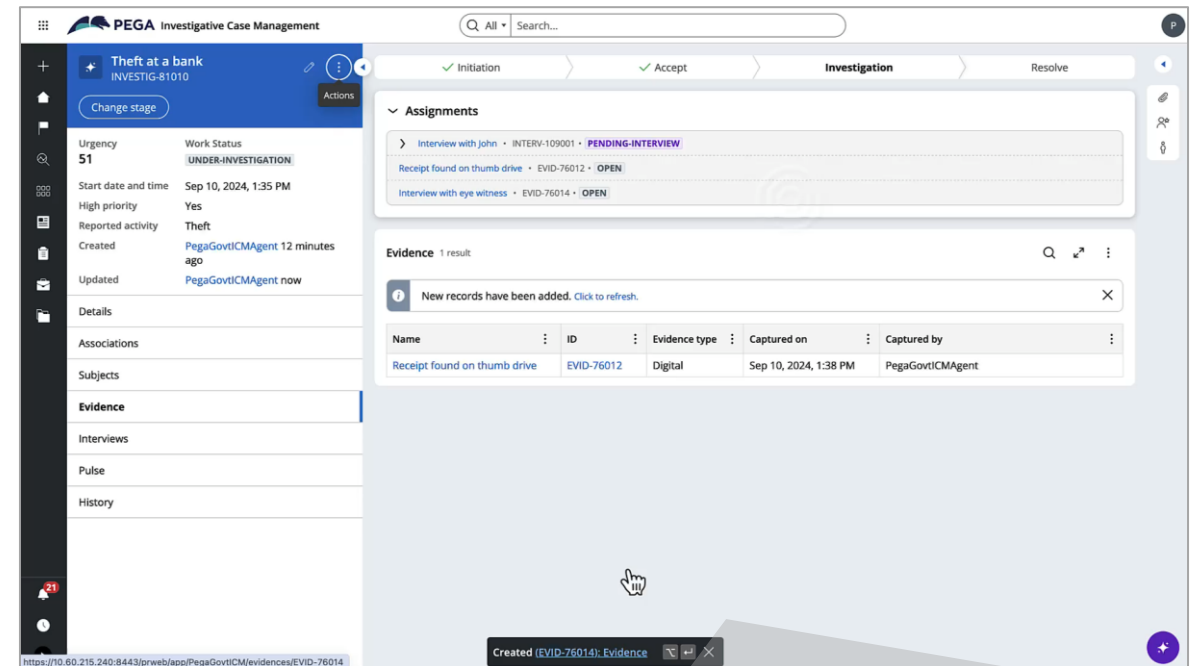 PEGA Investigative Case Management
All
Search...
P
Theft at a bank
INVESTIG-81010
Actions
Change stage
Urgency
51
Work Status
UNDER-INVESTIGATION
Start date and time Sep 10, 2024, 1:35 PM
High priority Yes
Reported activity Theft
Created PegaGovtICMAgent 12 minutes
ago
Updated PegaGovtICMAgent now
Details
Associations
Subjects
Evidence
Interviews
Pulse
History
21
https://10.60.215.240:8443/prweb/app/PegaGovtICM/evidences/EVID-76014
Initiation
Accept
Investigation
Resolve
Assignments
Interview with John • INTERV-109001 • PENDING-INTERVIEW
Receipt found on thumb drive • EVID-76012 • OPEN
Interview with eye witness • EVID-76014 • OPEN
Evidence 1 result
New records have been added. Click to refresh.
Name ID Evidence type Captured on Captured by
Receipt found on thumb drive EVID-76012 Digital Sep 10, 2024, 1:38 PM PegaGovtICMAgent
Created (EVID-76014): Evidence